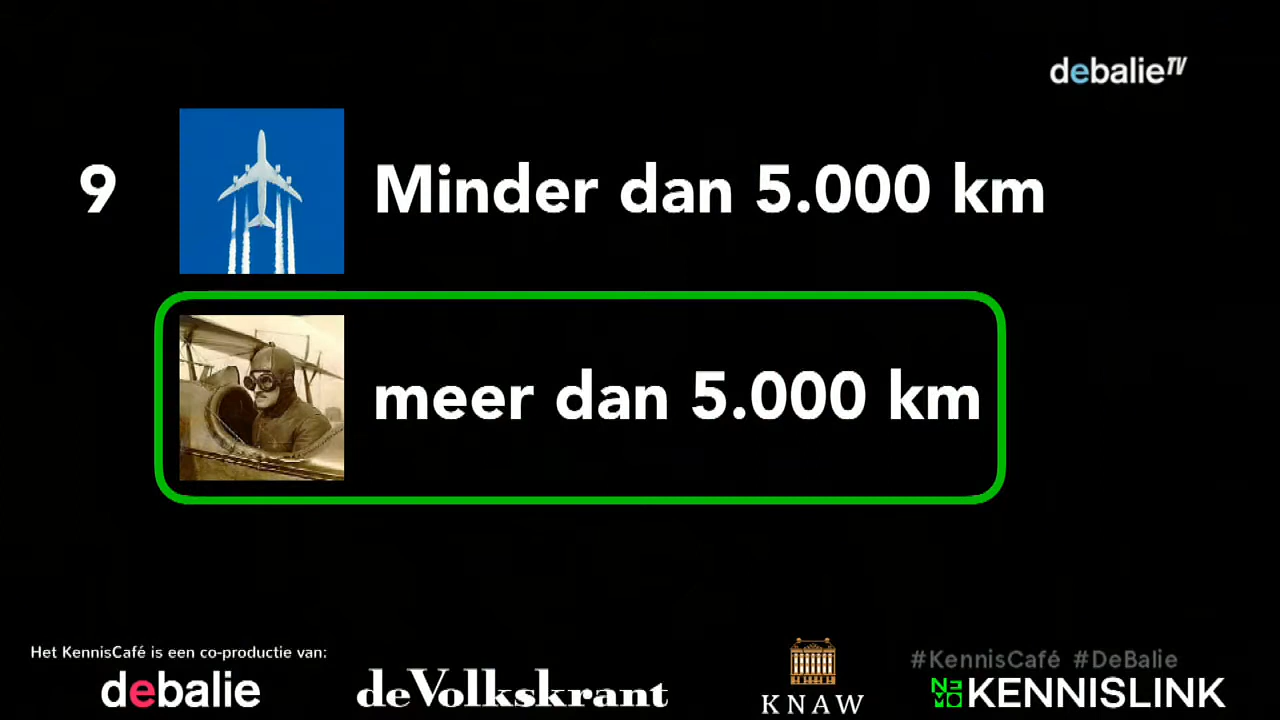 debalieTV
9
Minder dan 5.000 km
meer dan 5.000 km
Het KennisCafé is een co-productie van:
debalie
deVolkskrant
KNAW
#KennisCafé #DeBalie
NEMO KENNISLINK